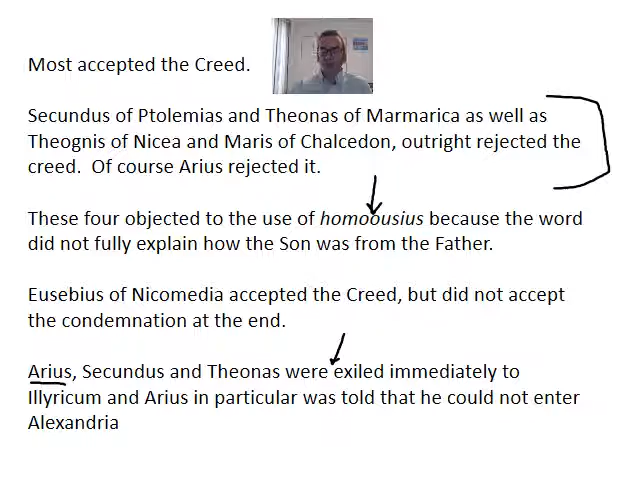 Most accepted the Creed.
Secundus of Ptolemias and Theonas of Marmarica as well as
Theognis of Nicea and Maris of Chalcedon, outright rejected the
creed.  Of course Arius rejected it.
These four objected to the use of homoousius because the word
did not fully explain how the Son was from the Father.
Eusebius of Nicomedia accepted the Creed, but did not accept
the condemnation at the end.
Arius, Secundus and Theonas were exiled immediately to
Illyricum and Arius in particular was told that he could not enter
Alexandria